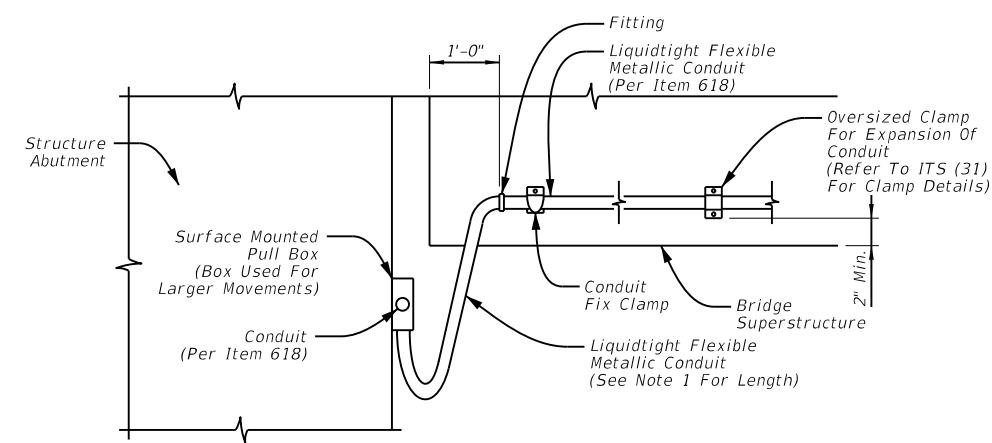 Fitting
1'-0"
Liquidtight Flexible
Metallic Conduit
(Per Item 618)
Oversized Clamp
For Expansion Of
Conduit
(Refer To ITS (31)
For Clamp Details)
Structure
Abutment
Surface Mounted
Pull Box
(Box Used For
Larger Movements)
2" Min.
Conduit
Fix Clamp
Bridge
Superstructure
Conduit
(Per Item 618)
Liquidtight Flexible
Metallic Conduit
(See Note 1 For Length)